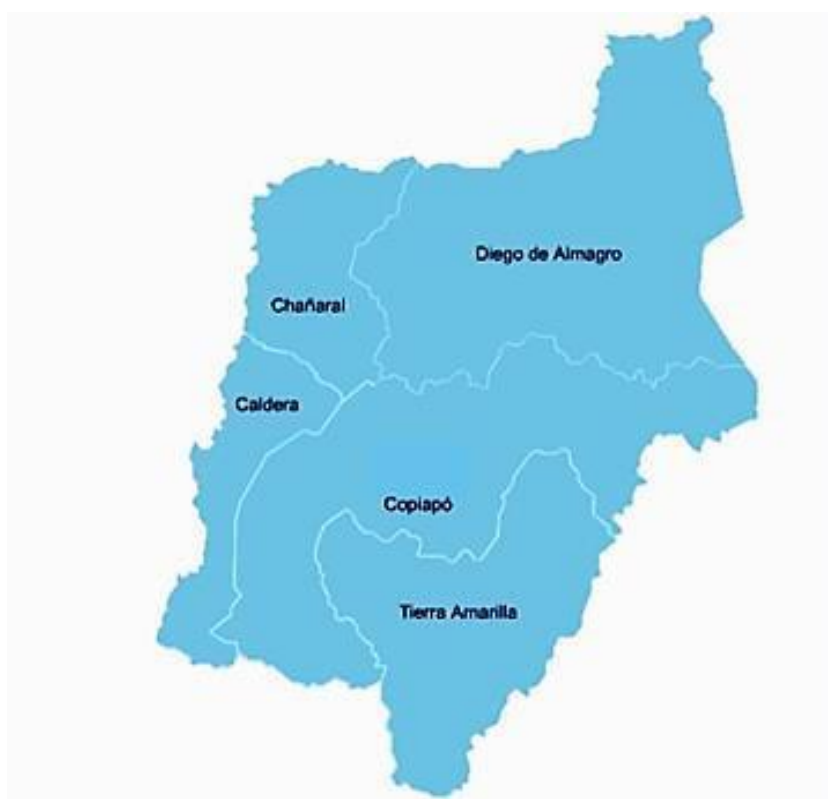 Diego de Almagro
Chañaral
Caldera
Copiapó
Tierra Amarilla